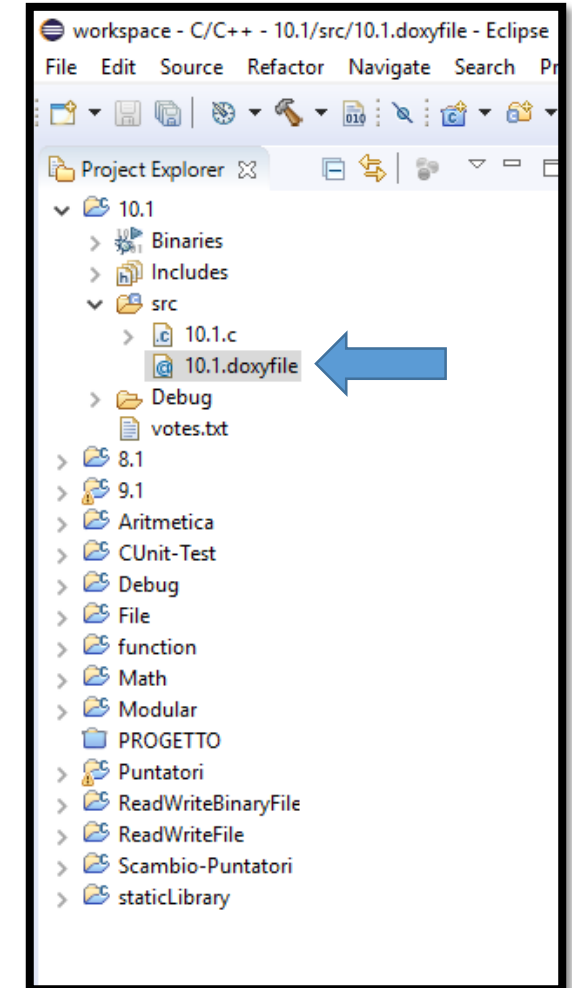 workspace - C/C++ - 10.1/src/10.1.doxyfile - Eclipse
File Edit Source Refactor Navigate Search Pr
010
Project Explorer
10.1
Binaries
Includes
src
10.1.c
10.1.doxyfile
Debug
votes.txt
8.1
9.1
Aritmetica
CUnit-Test
Debug
File
function
Math
Modular
PROGETTO
Puntatori
ReadWriteBinaryFile
ReadWriteFile
Scambio-Puntatori
staticLibrary